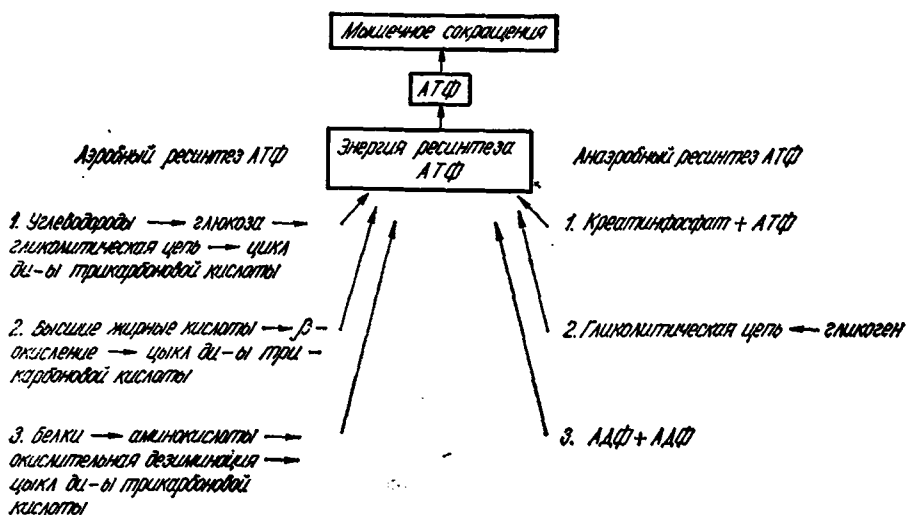 Мышечное сокращения
АТФ
Энергия ресинтеза
АТФ
Аэробный ресинтез АТФ
1. Углеводороды → глюкоза →
гликолитическая цепь → цикл
ди-ы трикарбоновой кислоты
2. Высшие жирные кислоты → β-
окисление → цыкл ди-ы три-
карбоновой кислоты
3. Белки → аминокислоты →
окислительная дезиминация →
цыкл ди-ы трикарбоновой
кислоты
Анаэробный ресинтез АТФ
1. Креатинфосфат + АТФ
2. Гликолитическая цепь ← гликоген
3. АДФ + АДФ